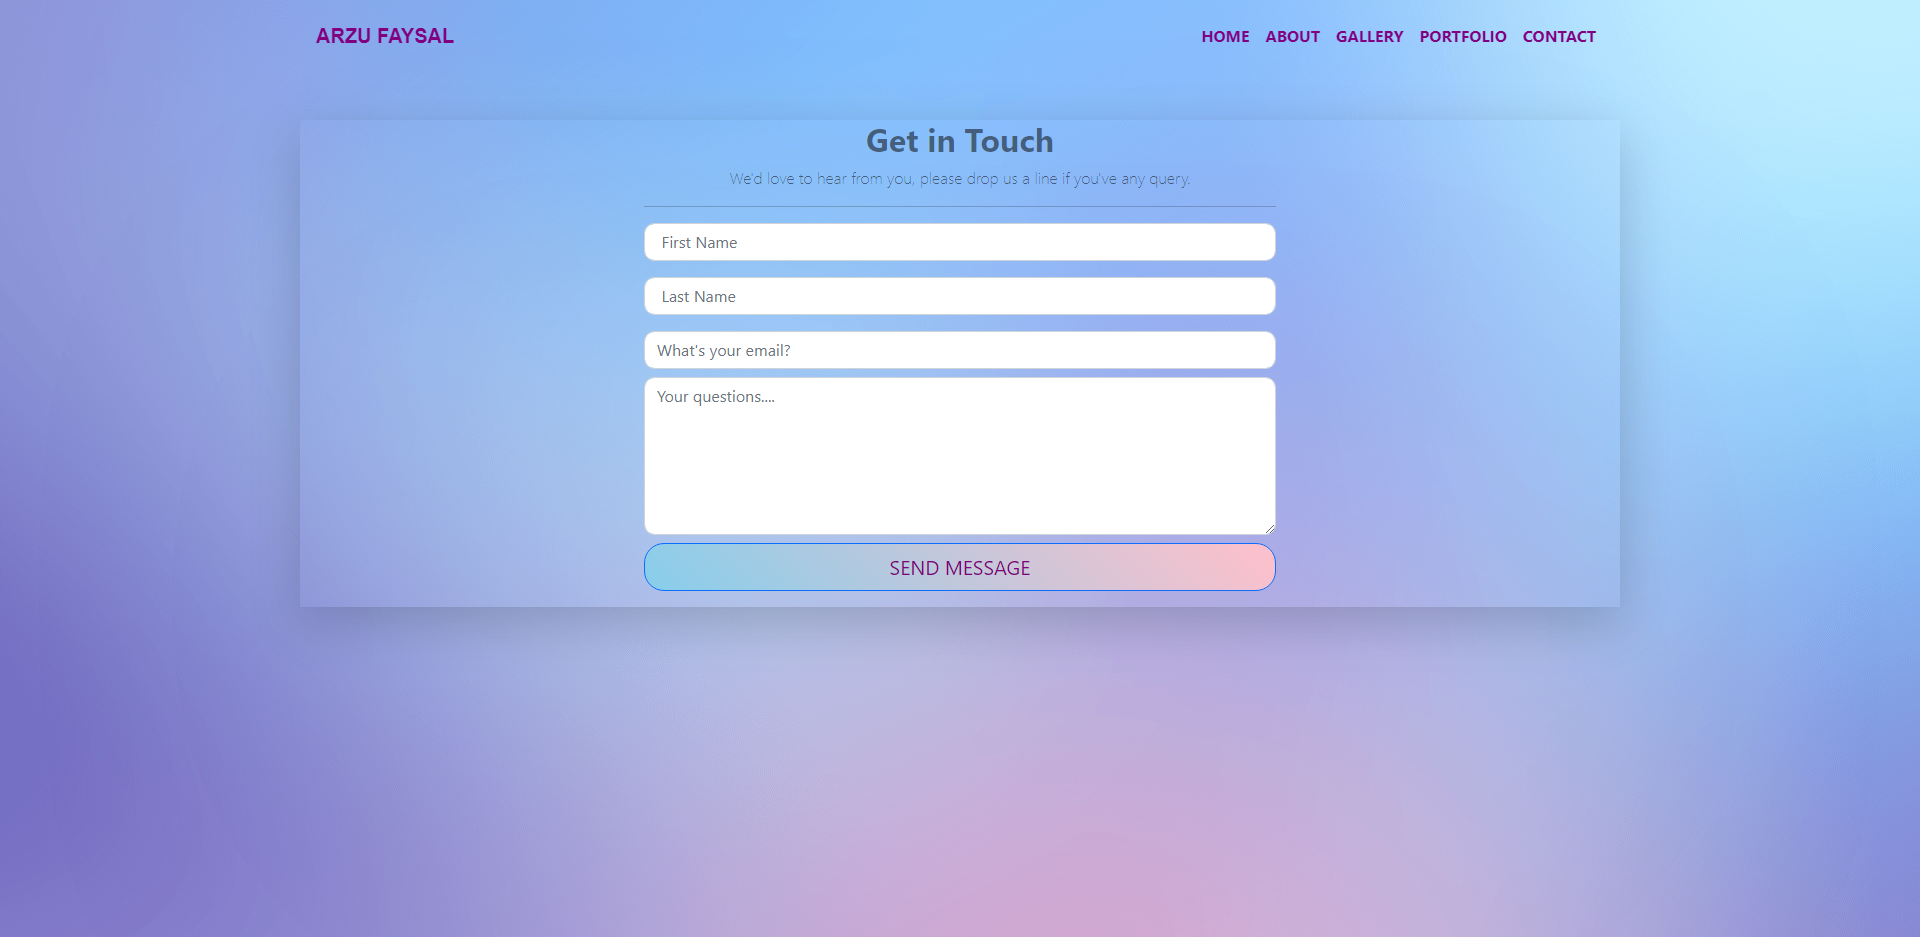 ARZU FAYSAL
HOME ABOUT GALLERY PORTFOLIO CONTACT
Get in Touch
We'd love to hear from you, please drop us a line if you've any query.
First Name
Last Name
What's your email?
Your questions....
SEND MESSAGE